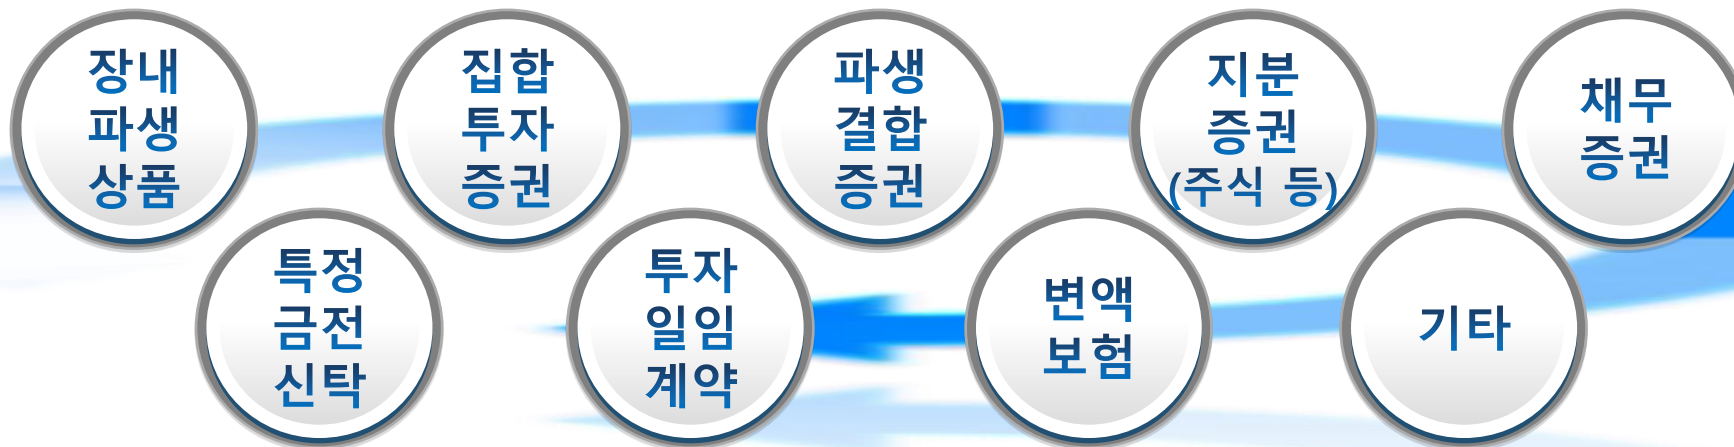 장내
파생
상품
집합
투자
증권
파생
결합
증권
지분
증권
(주식 등)
채무
증권
특정
금전
신탁
투자
일임
계약
변액
보험
기타